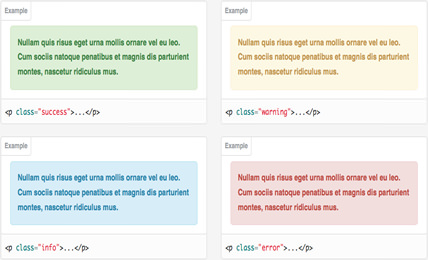 Example
Nullam quis risus eget urna mollis ornare vel eu leo.
Cum sociis natoque penatibus et magnis dis parturient
montes, nascetur ridiculus mus.
<p class="success">...</p>
Example
Nullam quis risus eget urna mollis ornare vel eu leo.
Cum sociis natoque penatibus et magnis dis parturient
montes, nascetur ridiculus mus.
<p class="warning">...</p>
Example
Nullam quis risus eget urna mollis ornare vel eu leo.
Cum sociis natoque penatibus et magnis dis parturient
montes, nascetur ridiculus mus.
<p class="info">...</p>
Example
Nullam quis risus eget urna mollis ornare vel eu leo.
Cum sociis natoque penatibus et magnis dis parturient
montes, nascetur ridiculus mus.
<p class="error">...</p>